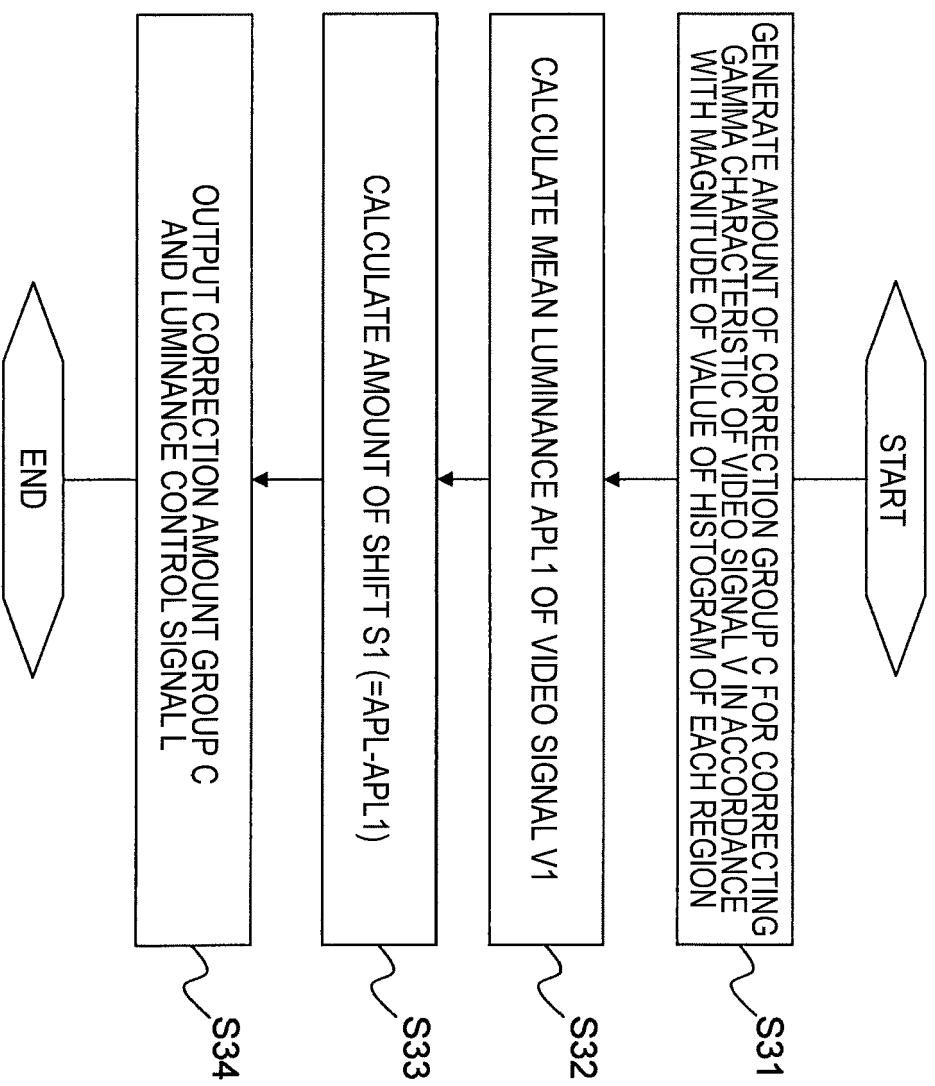 START
GENERATE AMOUNT OF CORRECTION GROUP C FOR CORRECTING
GAMMA CHARACTERISTIC OF VIDEO SIGNAL V IN ACCORDANCE
WITH MAGNITUDE OF VALUE OF HISTOGRAM OF EACH REGION
S31
CALCULATE MEAN LUMINANCE APL1 OF VIDEO SIGNAL V1
S32
CALCULATE AMOUNT OF SHIFT S1 (=APL-APL1)
S33
OUTPUT CORRECTION AMOUNT GROUP C
AND LUMINANCE CONTROL SIGNAL L
S34
END